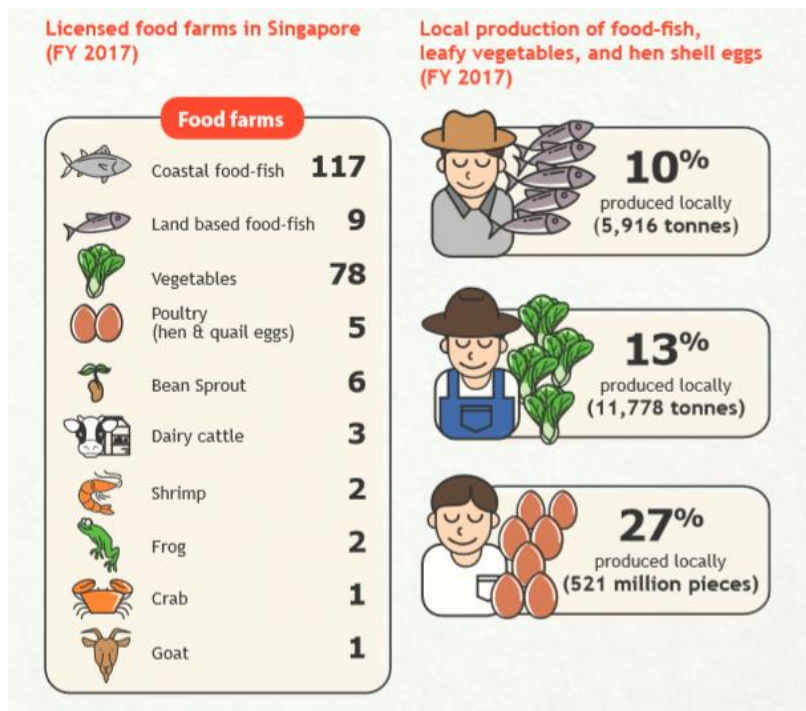 Licensed food farms in Singapore
(FY 2017)
Food farms
Coastal food-fish 117
Land based food-fish 9
Vegetables 78
Poultry
(hen & quail eggs) 5
Bean Sprout 6
Dairy cattle 3
Shrimp 2
Frog 2
Crab 1
Goat 1
Local production of food-fish,
leafy vegetables, and hen shell eggs
(FY 2017)
10%
produced locally
(5,916 tonnes)
13%
produced locally
(11,778 tonnes)
27%
produced locally
(521 million pieces)